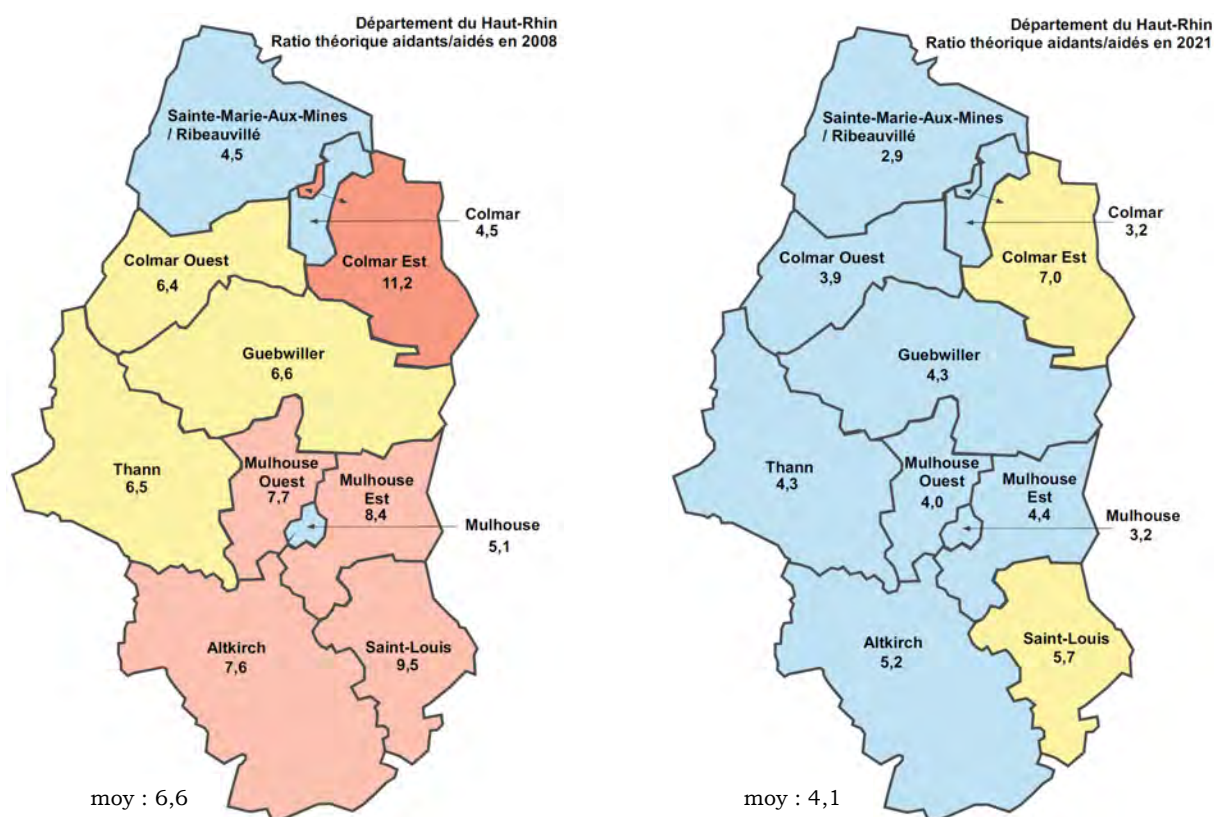 Département du Haut-Rhin
Ratio théorique aidants/aidés en 2008
Sainte-Marie-Aux-Mines
/ Ribeauvillé
4,5
Colmar
4,5
Colmar Ouest
6,4
Colmar Est
11,2
Guebwiller
6,6
Thann
6,5
Mulhouse
Ouest
7,7
Mulhouse
Est
8,4
Mulhouse
5,1
Altkirch
7,6
Saint-Louis
9,5
moy : 6,6
Département du Haut-Rhin
Ratio théorique aidants/aidés en 2021
Sainte-Marie-Aux-Mines
/ Ribeauvillé
2,9
Colmar
3,2
Colmar Ouest
3,9
Colmar Est
7,0
Guebwiller
4,3
Thann
4,3
Mulhouse
Ouest
4,0
Mulhouse
Est
4,4
Mulhouse
3,2
Altkirch
5,2
Saint-Louis
5,7
moy : 4,1